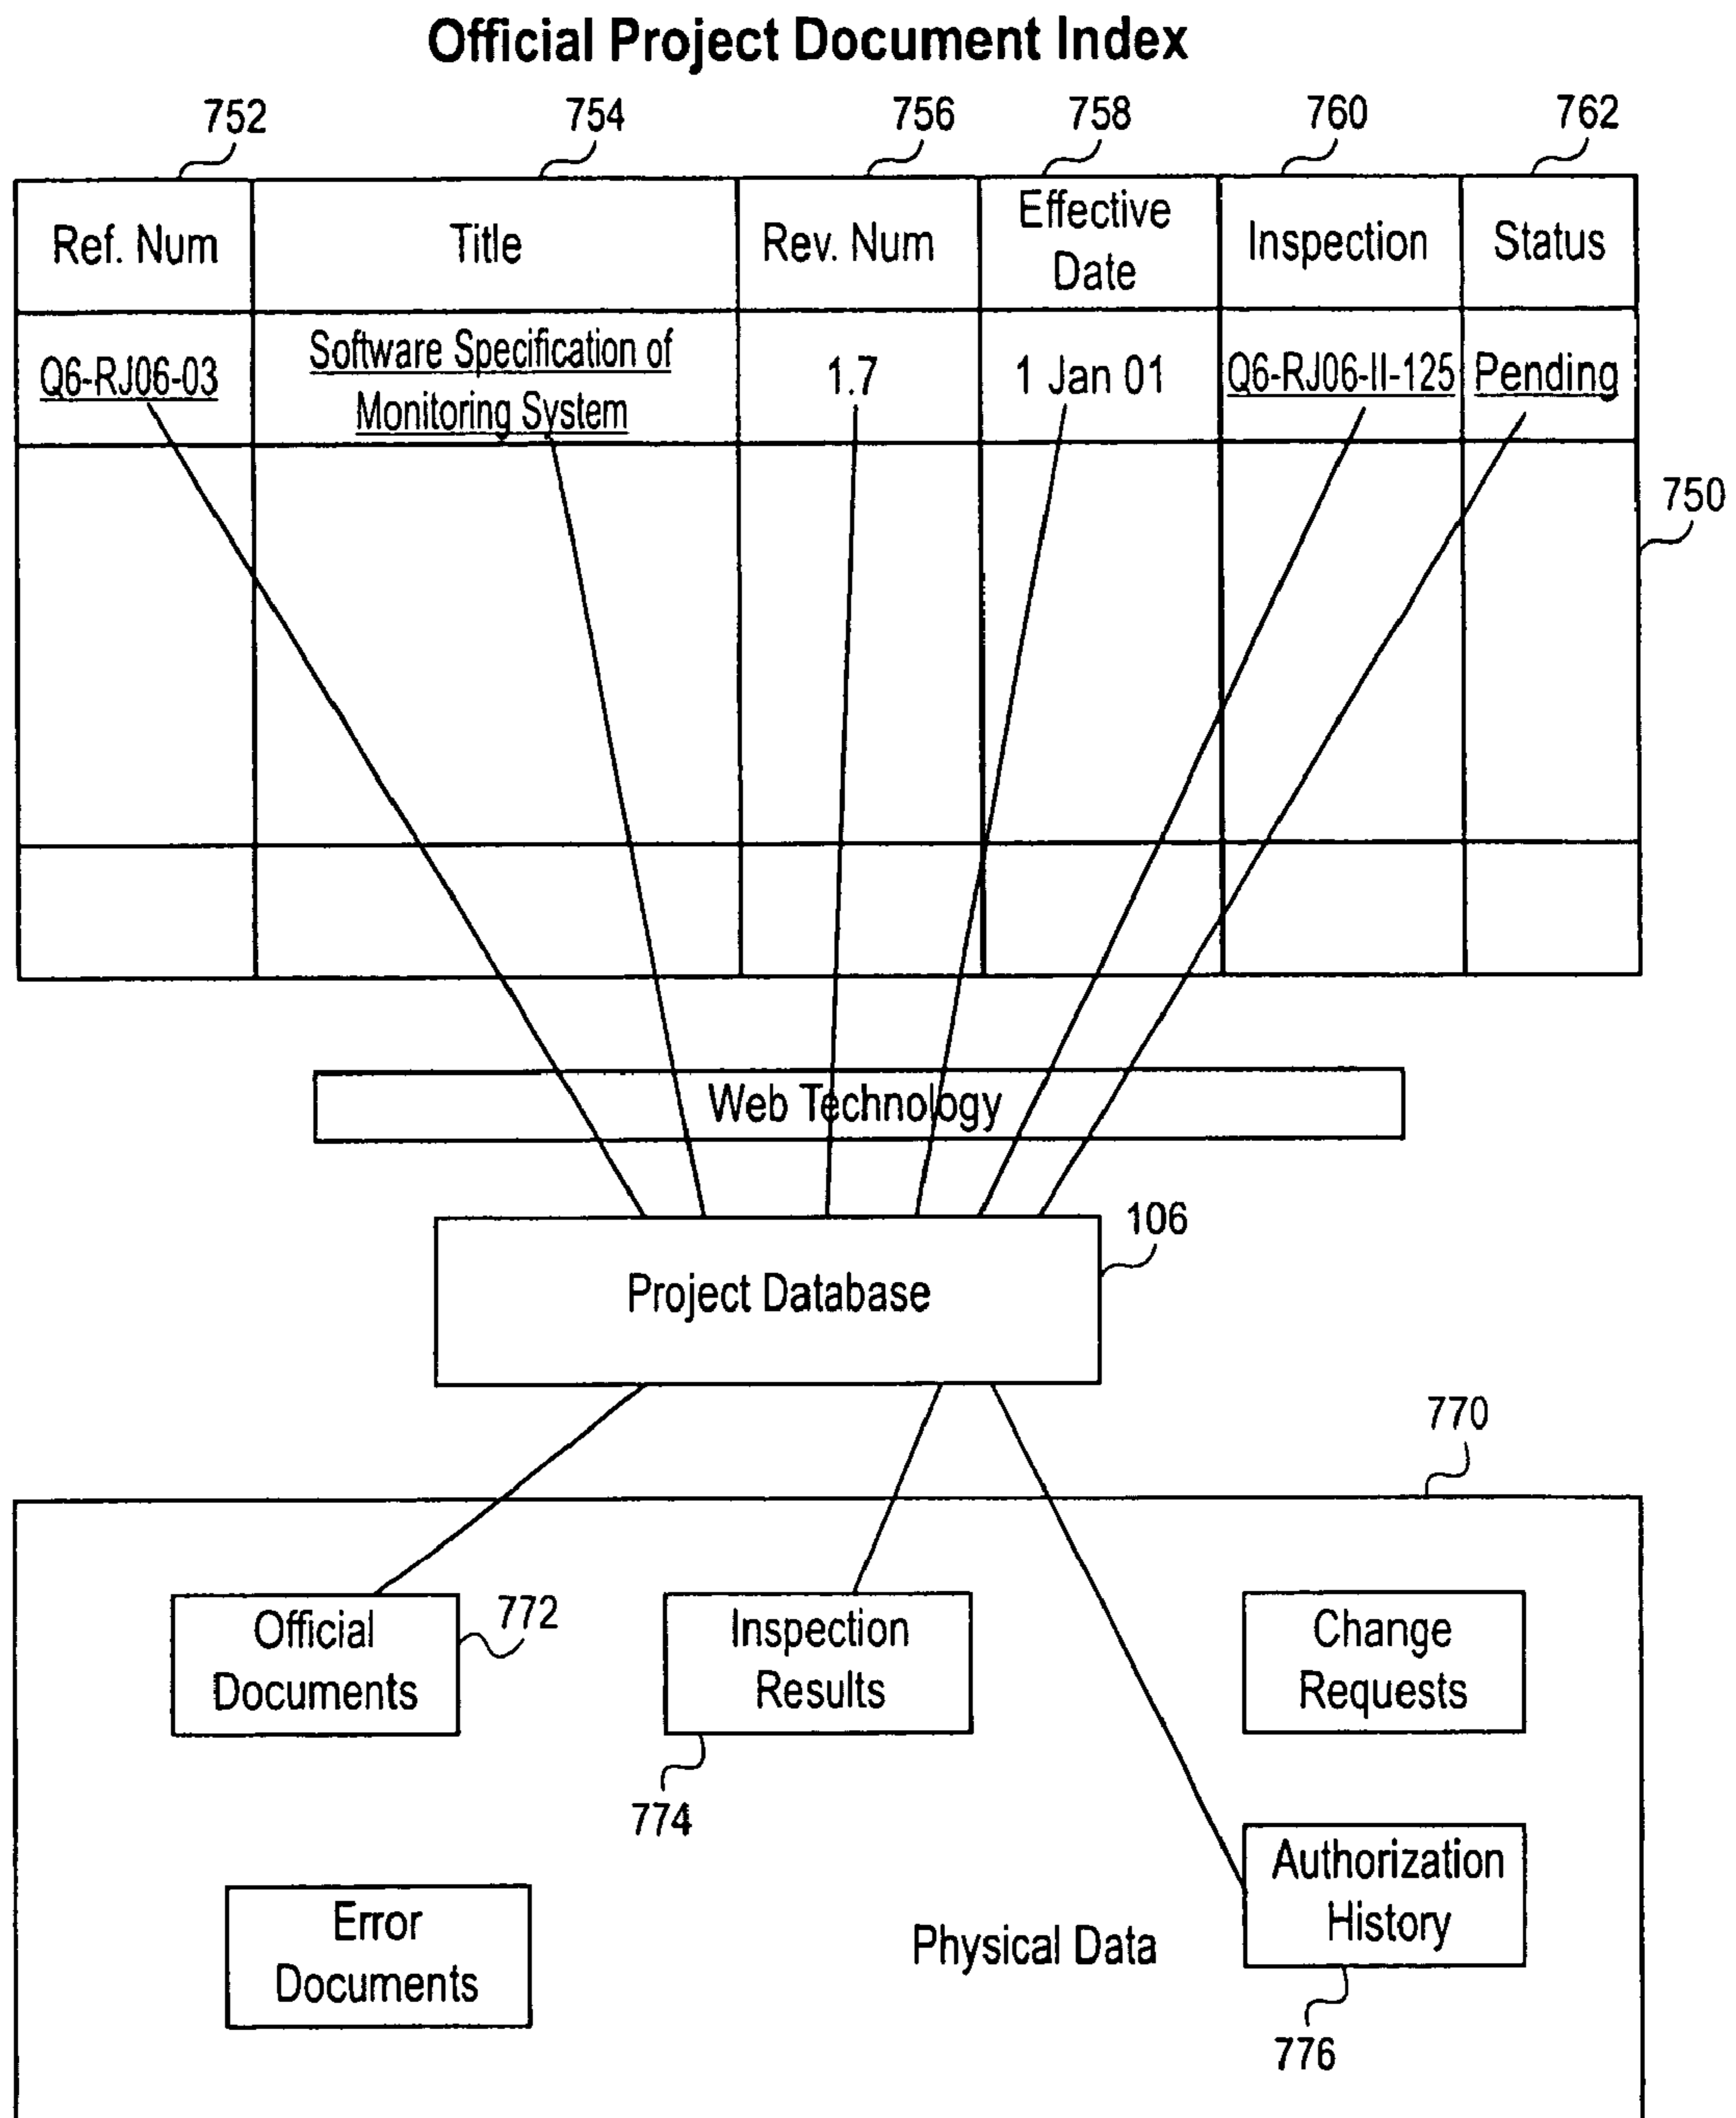 Official Project Document Index
752 754 756 758 760 762
Ref. Num Title Rev. Num Effective Date Inspection Status
Q6-RJ06-03 Software Specification of Monitoring System 1.7 1 Jan 01 Q6-RJ06-II-125 Pending
750
Web Technology
106
Project Database
770
Official
Documents
772
Inspection
Results
774
Change
Requests
Error
Documents
Physical Data
Authorization
History
776